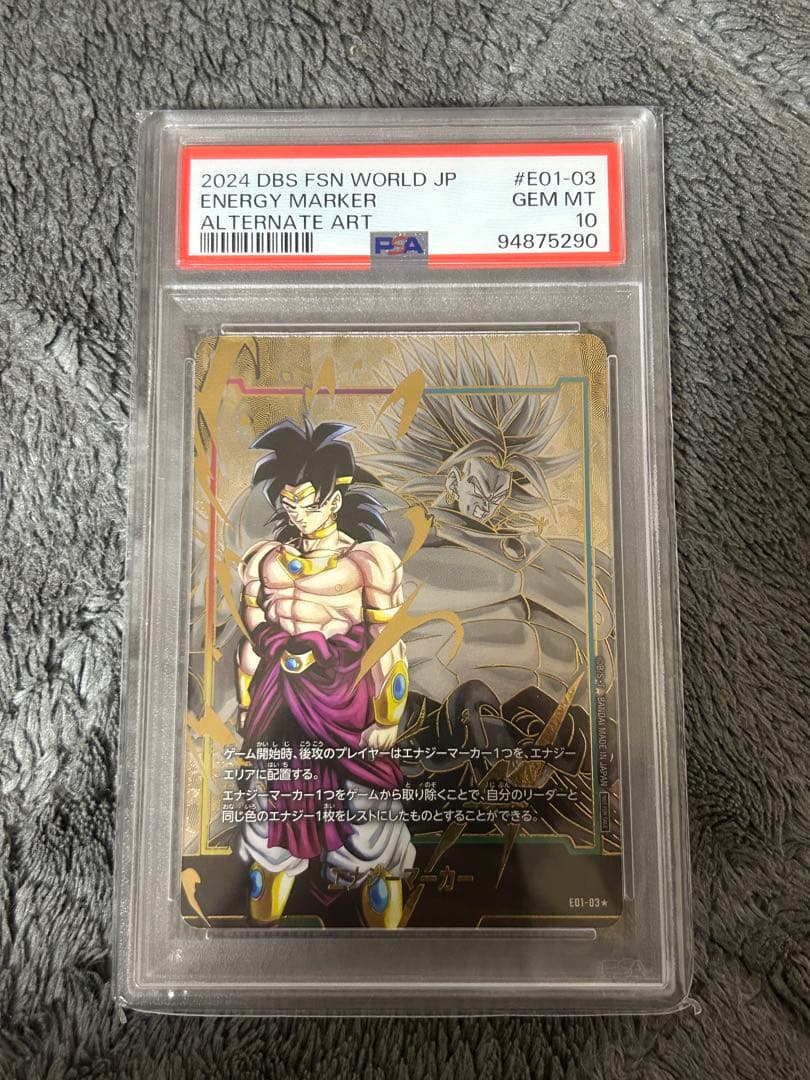 2024 DBS FSN WORLD JP #E01-03
ENERGY MARKER GEM MT
ALTERNATE ART 10
PSA 94875290
ゲーム開始時、後攻のプレイヤーはエナジーマーカー1つを、エナジー
エリアに配置する。
エナジーマーカー1つをゲームから取り除くことで、自分のリーダーと
同じ色のエナジー1枚をレストにしたものとすることができる。
エナジーマーカー
E01-03★
BANDAI MADE IN JAPAN